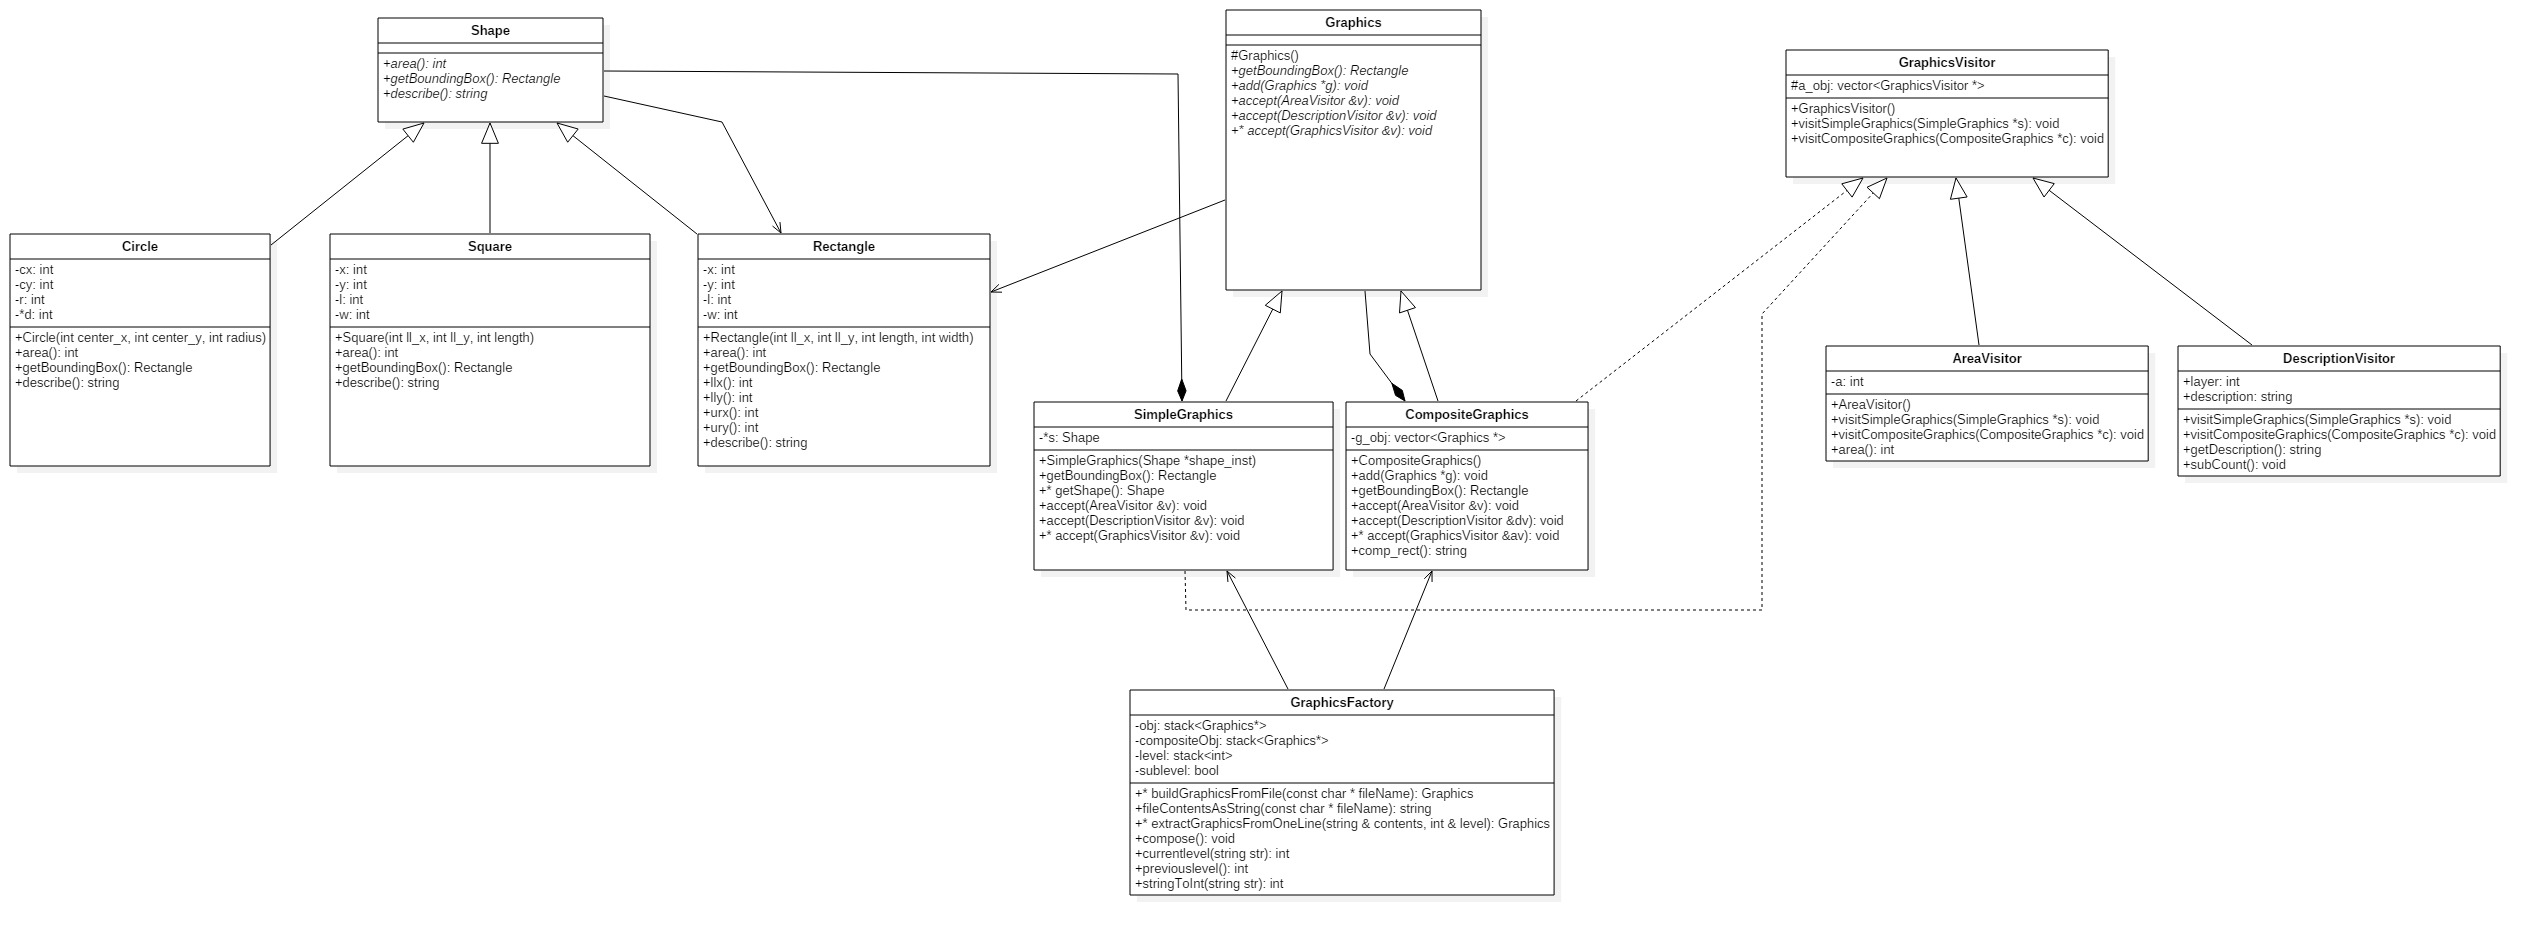 Shape
+area(): int
+getBoundingBox(): Rectangle
+describe(): string
Graphics
#Graphics()
+getBoundingBox(): Rectangle
+add(Graphics *g): void
+accept(AreaVisitor &v): void
+accept(DescriptionVisitor &v): void
+* accept(GraphicsVisitor &v): void
GraphicsVisitor
#a_obj: vector<GraphicsVisitor *>
+GraphicsVisitor()
+visitSimpleGraphics(SimpleGraphics *s): void
+visitCompositeGraphics(CompositeGraphics *c): void
Circle
-cx: int
-cy: int
-r: int
-*d: int
+Circle(int center_x, int center_y, int radius)
+area(): int
+getBoundingBox(): Rectangle
+describe(): string
Square
-x: int
-y: int
-l: int
-w: int
+Square(int ll_x, int ll_y, int length)
+area(): int
+getBoundingBox(): Rectangle
+describe(): string
Rectangle
-x: int
-y: int
-l: int
-w: int
+Rectangle(int ll_x, int ll_y, int length, int width)
+area(): int
+getBoundingBox(): Rectangle
+llx(): int
+lly(): int
+urx(): int
+ury(): int
+describe(): string
SimpleGraphics
-*s: Shape
+SimpleGraphics(Shape *shape_inst)
+getBoundingBox(): Rectangle
+* getShape(): Shape
+accept(AreaVisitor &v): void
+accept(DescriptionVisitor &v): void
+* accept(GraphicsVisitor &v): void
CompositeGraphics
-g_obj: vector<Graphics *>
+CompositeGraphics()
+add(Graphics *g): void
+getBoundingBox(): Rectangle
+accept(AreaVisitor &v): void
+accept(DescriptionVisitor &dv): void
+* accept(GraphicsVisitor &av): void
+comp_rect(): string
AreaVisitor
-a: int
+AreaVisitor()
+visitSimpleGraphics(SimpleGraphics *s): void
+visitCompositeGraphics(CompositeGraphics *c): void
+area(): int
DescriptionVisitor
+layer: int
+description: string
+visitSimpleGraphics(SimpleGraphics *s): void
+visitCompositeGraphics(CompositeGraphics *c): void
+getDescription(): string
+subCount(): void
GraphicsFactory
-obj: stack<Graphics*>
-compositeObj: stack<Graphics*>
-level: stack<int>
-sublevel: bool
+* buildGraphicsFromFile(const char * fileName): Graphics
+fileContentsAsString(const char * fileName): string
+* extractGraphicsFromOneLine(string & contents, int & level): Graphics
+compose(): void
+currentlevel(string str): int
+previouslevel(): int
+stringToInt(string str): int